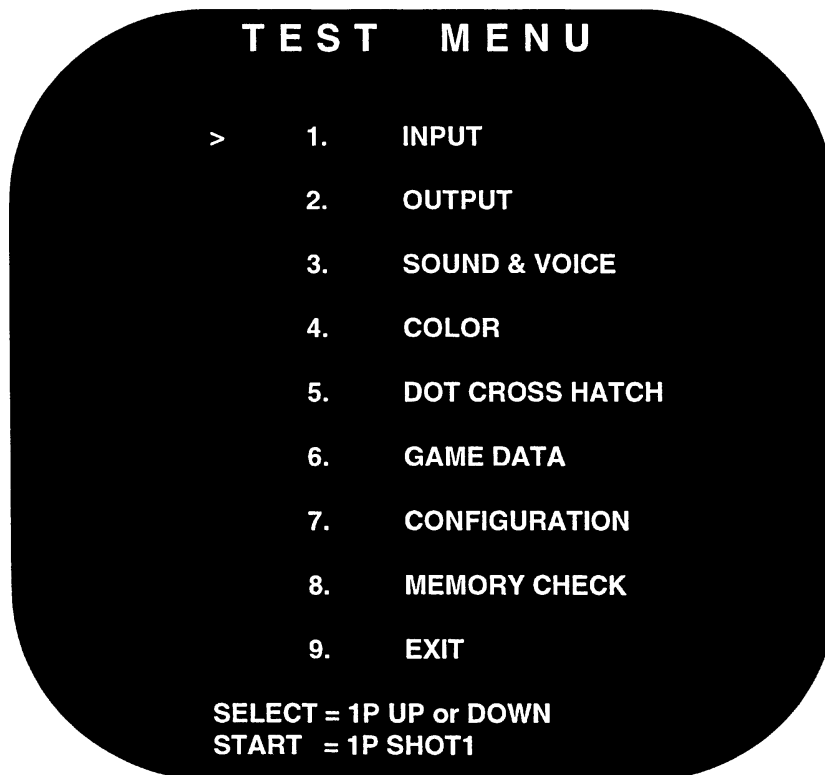 TEST MENU
> 1. INPUT
2. OUTPUT
3. SOUND & VOICE
4. COLOR
5. DOT CROSS HATCH
6. GAME DATA
7. CONFIGURATION
8. MEMORY CHECK
9. EXIT
SELECT = 1P UP or DOWN
START = 1P SHOT1